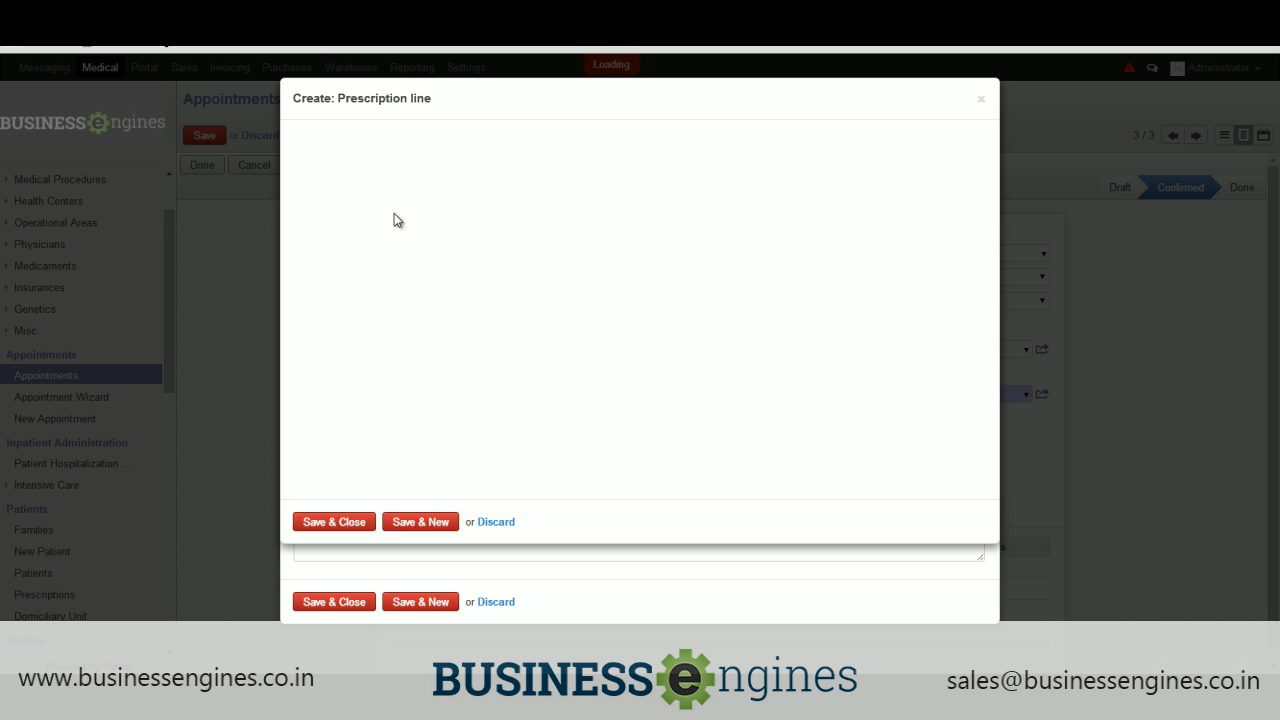 Messaging Medical Portal Sales Invoicing Purchases Warehouse Reporting Settings Loading Administrator
Create: Prescription line ×
Appointments
BUSINESS engines
Save or Discard 3 / 3
Done Cancel
Draft Confirmed Done
Medical Procedures
Health Centers
Operational Areas
Physicians
Medicaments
Insurances
Genetics
Misc
Appointments
Appointments
Appointment Wizard
New Appointment
Inpatient Administration
Patient Hospitalization ...
Intensive Care
Patients
Families
New Patient
Patients
Prescriptions
Domiciliary Unit
Save & Close Save & New or Discard
Save & Close Save & New or Discard
www.businessengines.co.in
BUSINESS engines
sales@businessengines.co.in